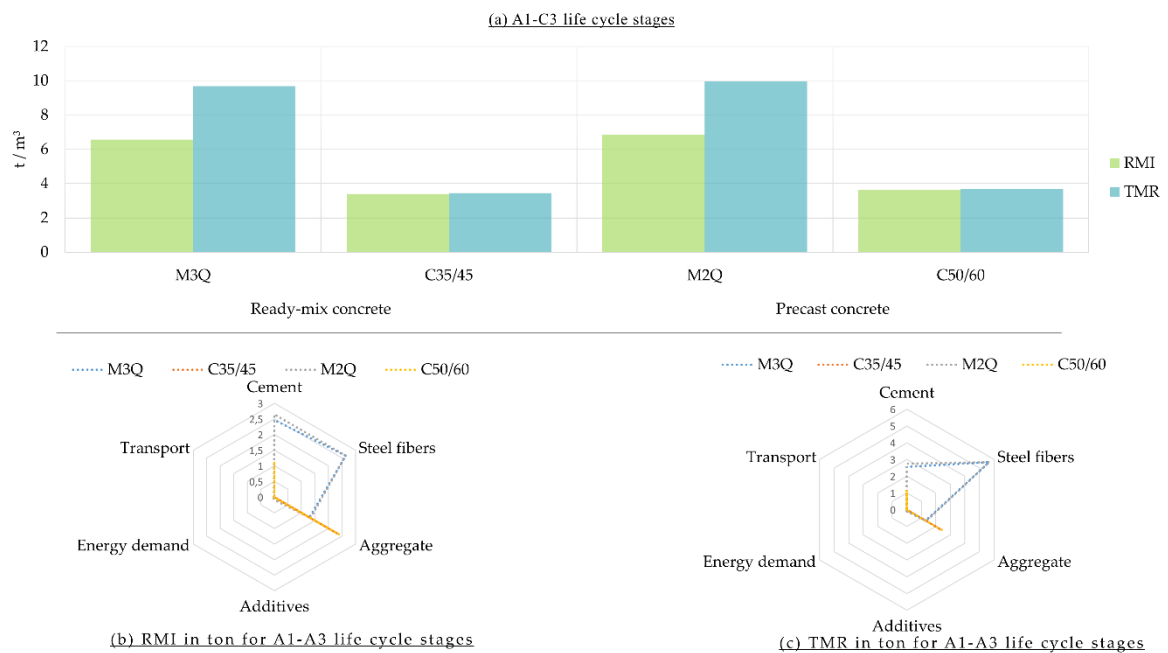 (a) A1-C3 life cycle stages
12
10
8
6
4
2
0
t / m³
RMI
TMR
M3Q
C35/45
M2Q
C50/60
Ready-mix concrete
Precast concrete
M3Q
C35/45
M2Q
C50/60
Cement
3
2,5
2
1,5
1
0,5
0
Transport
Steel fibers
Energy demand
Aggregate
Additives
(b) RMI in ton for A1-A3 life cycle stages
M3Q
C35/45
M2Q
C50/60
Cement
6
5
4
3
2
1
0
Transport
Steel fibers
Energy demand
Aggregate
Additives
(c) TMR in ton for A1-A3 life cycle stages